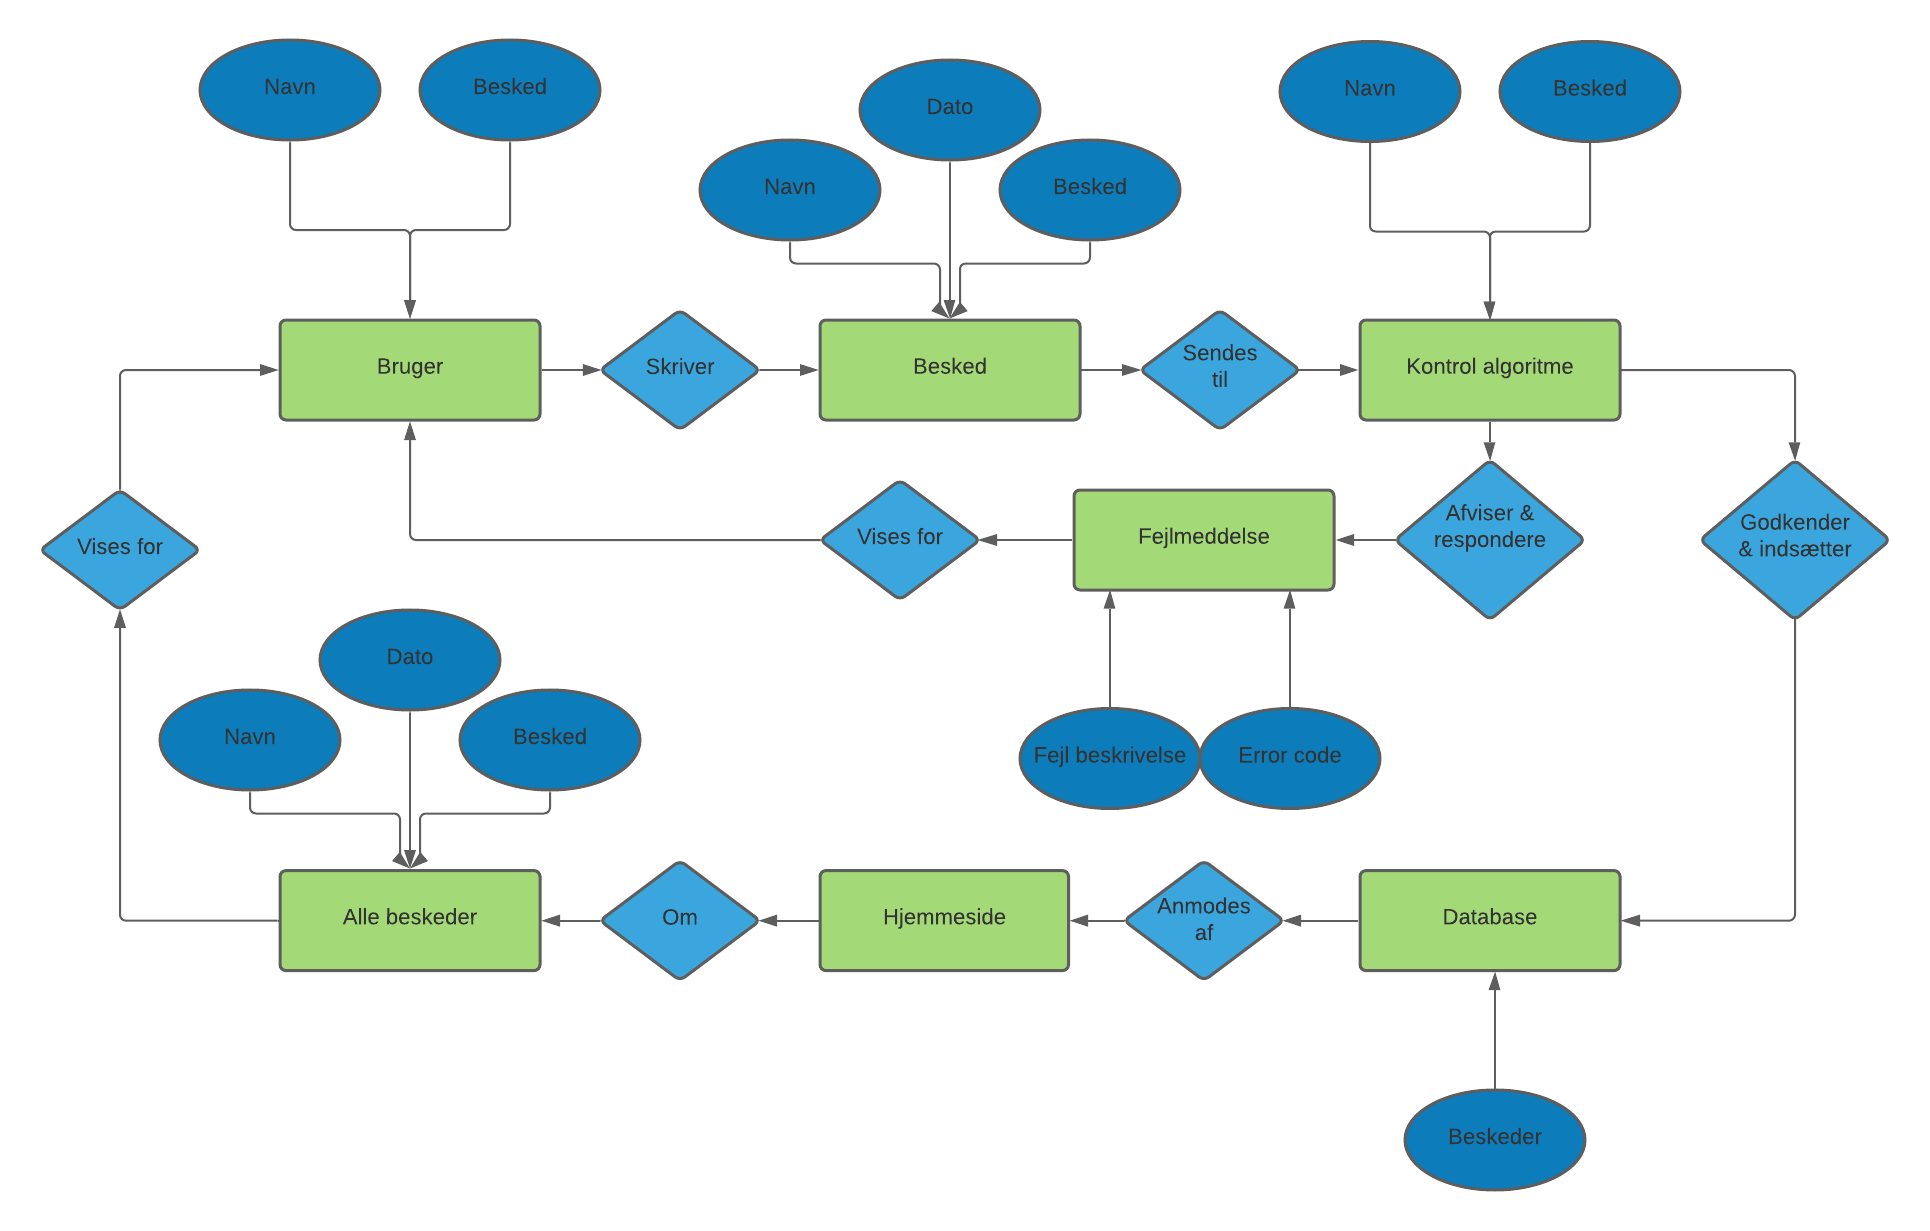 Navn
Besked
Dato
Navn
Besked
Navn
Besked
Bruger
Skriver
Besked
Sendes
til
Kontrol algoritme
Vises for
Vises for
Fejlmeddelse
Afviser &
respondere
Godkender
& indsætter
Dato
Navn
Besked
Fejl beskrivelse
Error code
Alle beskeder
Om
Hjemmeside
Anmodes
af
Database
Beskeder